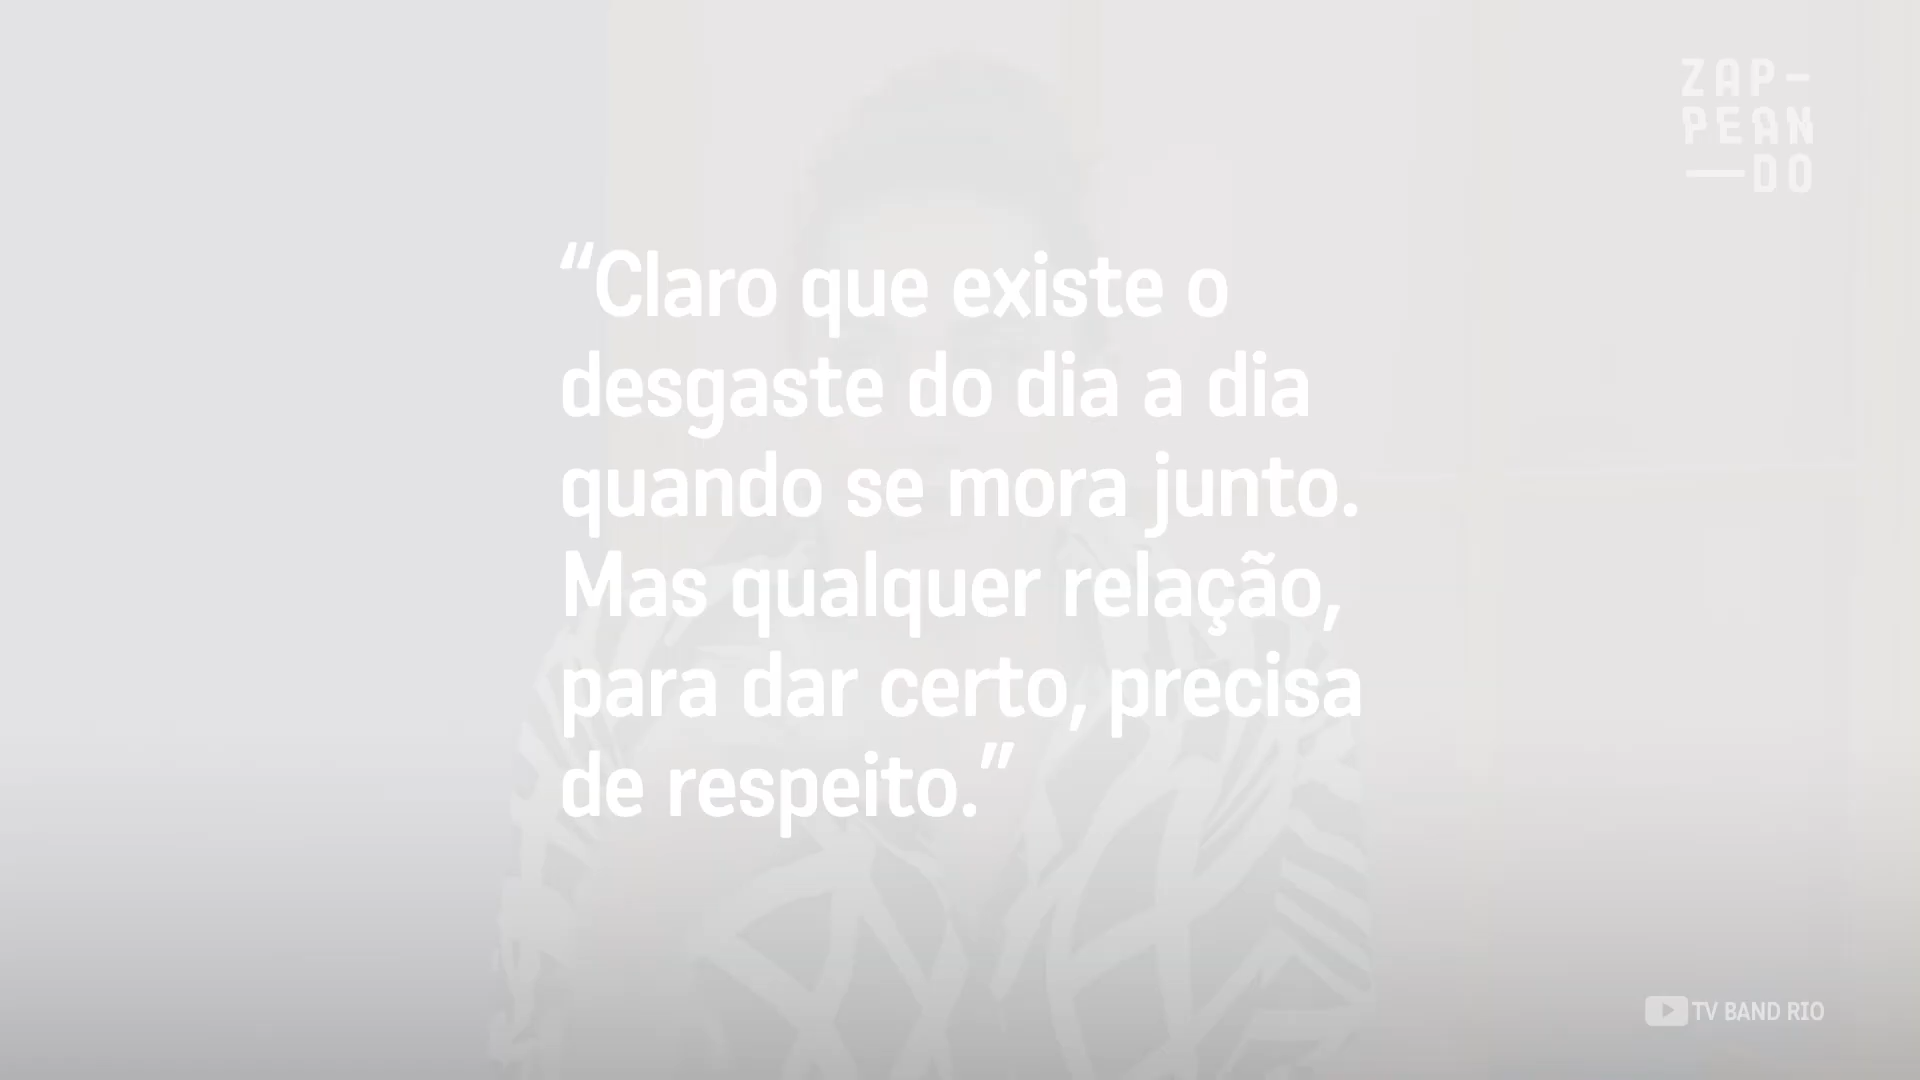 ZAP-
PEAN
—DO
“Claro que existe o
desgaste do dia a dia
quando se mora junto.
Mas qualquer relação,
para dar certo, precisa
de respeito.”
TV BAND RIO